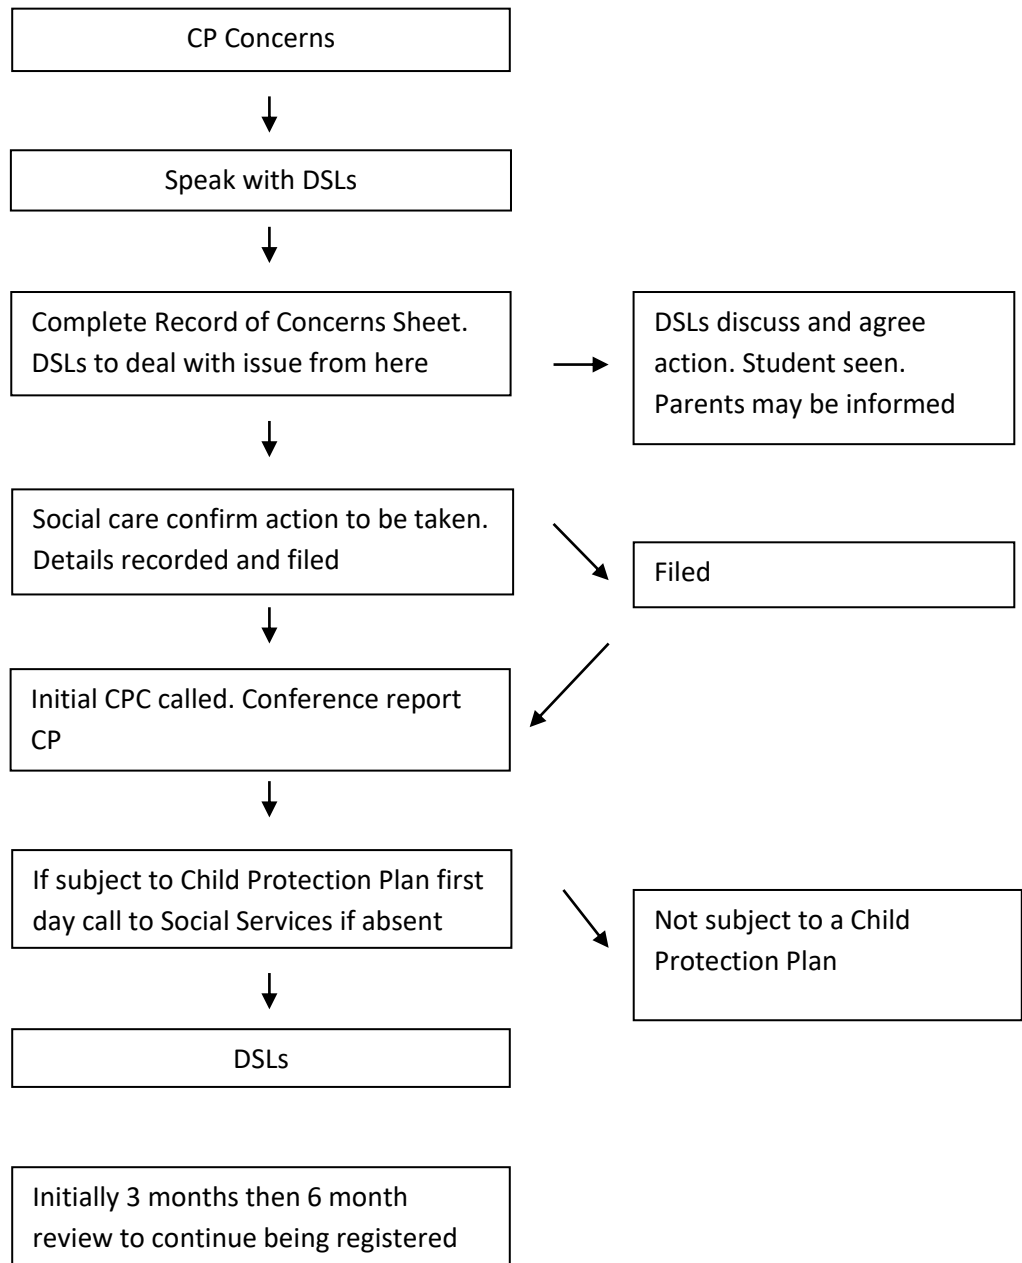 CP Concerns
Speak with DSLs
Complete Record of Concerns Sheet.
DSLs to deal with issue from here
DSLs discuss and agree
action. Student seen.
Parents may be informed
Social care confirm action to be taken.
Details recorded and filed
Filed
Initial CPC called. Conference report
CP
If subject to Child Protection Plan first
day call to Social Services if absent
Not subject to a Child
Protection Plan
DSLs
Initially 3 months then 6 month
review to continue being registered